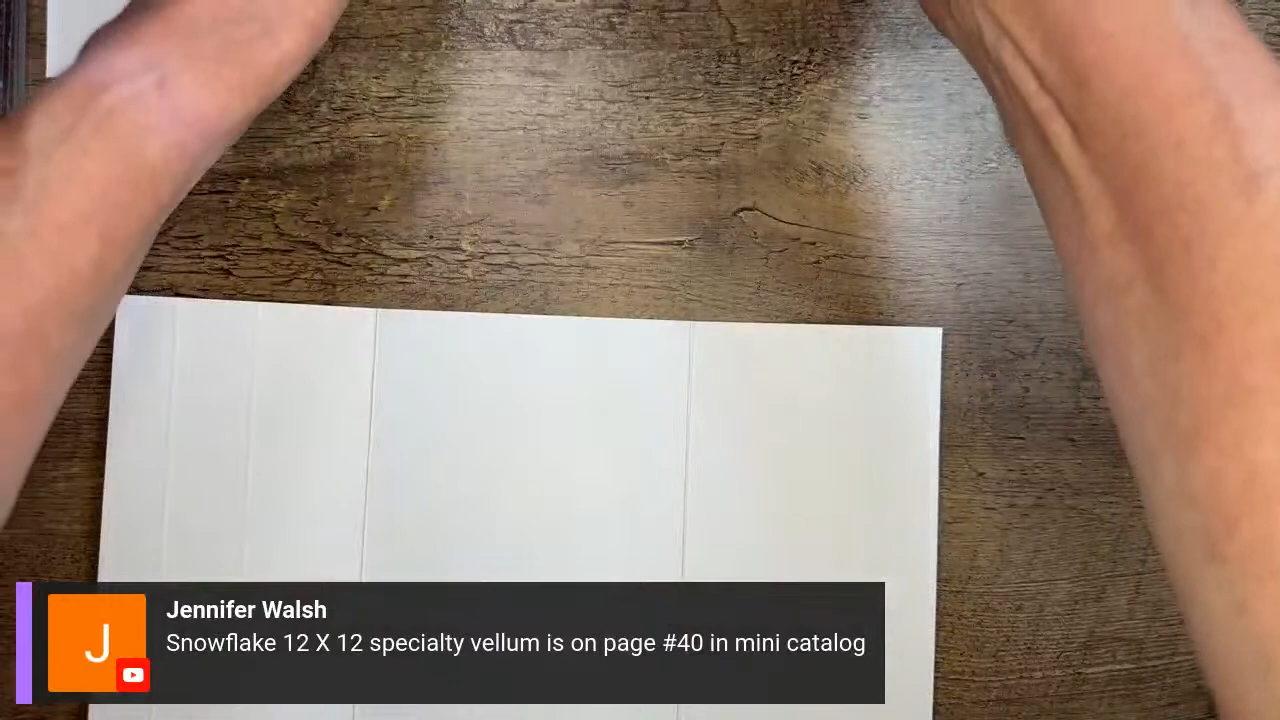 Jennifer Walsh
Snowflake 12 X 12 specialty vellum is on page #40 in mini catalog
J